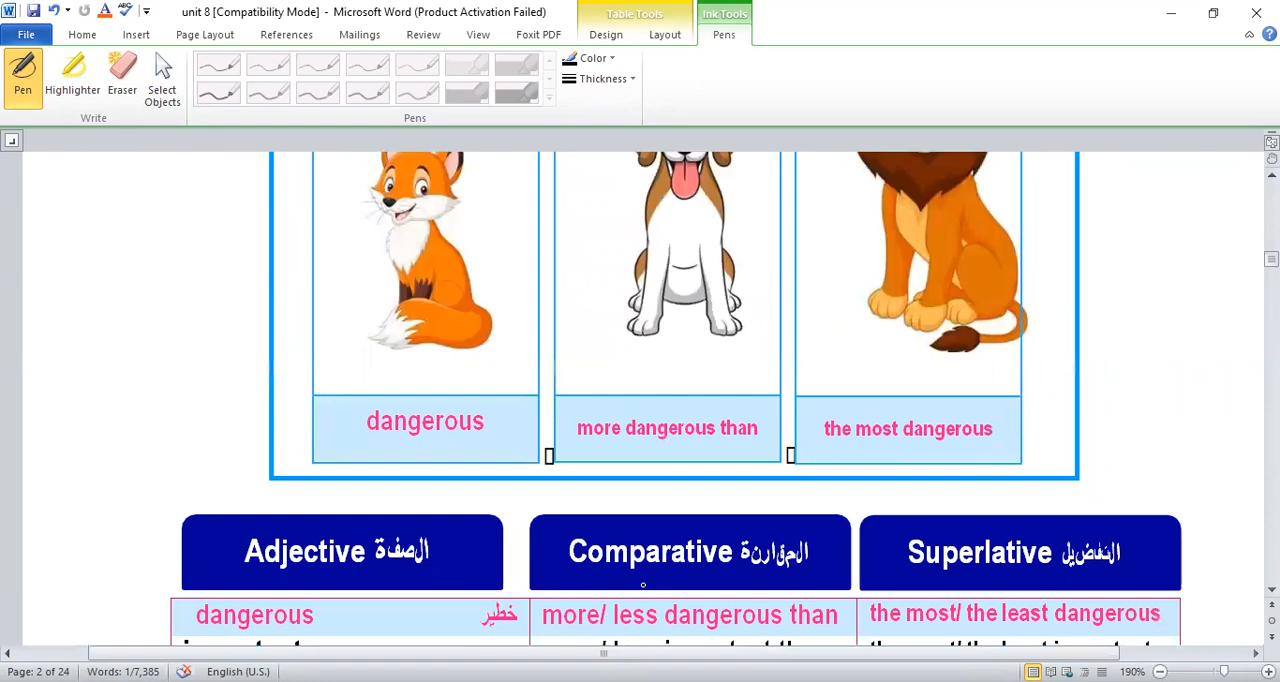 unit 8 [Compatibility Mode] - Microsoft Word (Product Activation Failed)
Table Tools
Ink Tools
File Home Insert Page Layout References Mailings Review View Foxit PDF Design Layout Pens
Pen Highlighter Eraser Select Objects
Color
Thickness
Write
Pens
dangerous
more dangerous than
the most dangerous
Adjective الصفة
Comparative المقارنة
Superlative التفاضيل
dangerous خطير
more/ less dangerous than
the most/ the least dangerous
Page: 2 of 24 Words: 1/7,385 English (U.S.) 190%